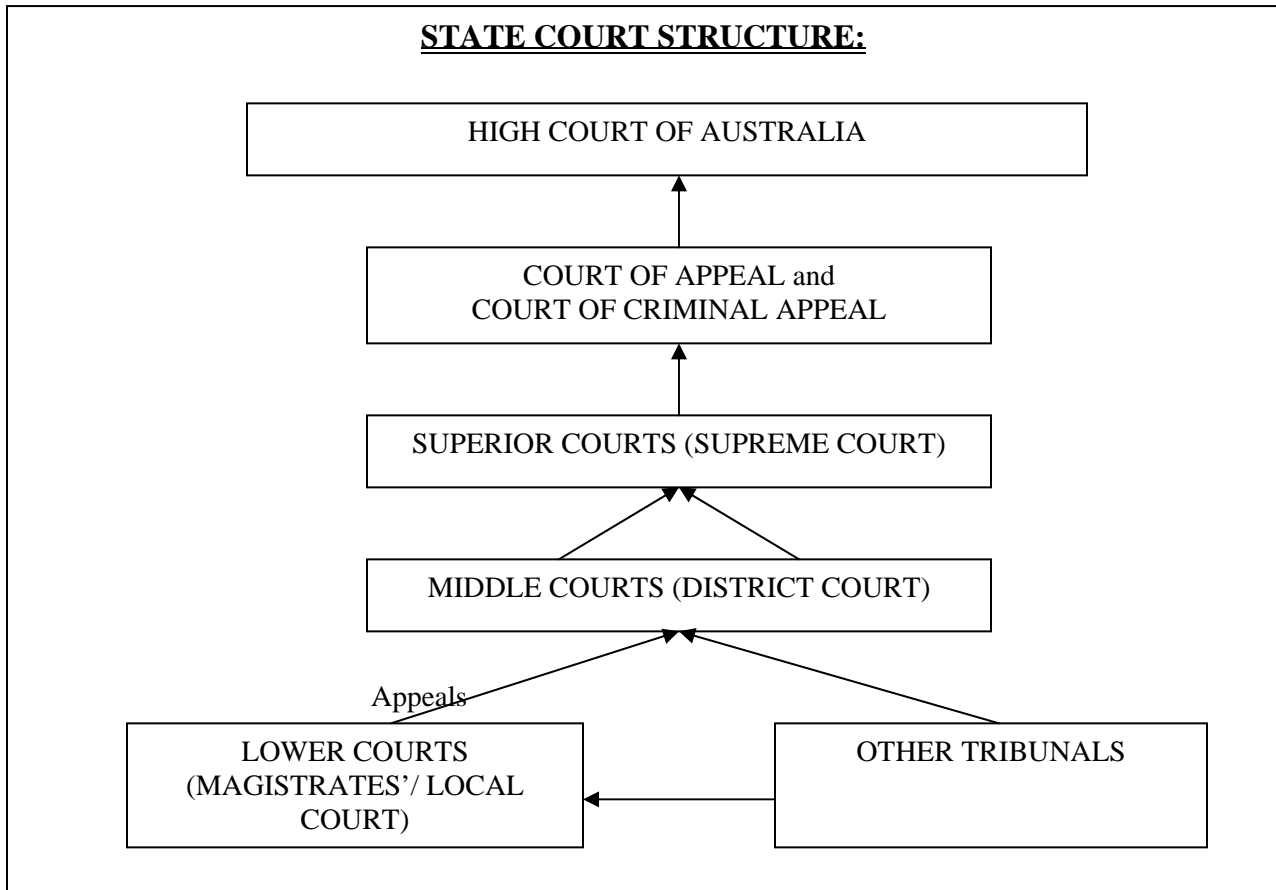 STATE COURT STRUCTURE:
HIGH COURT OF AUSTRALIA
COURT OF APPEAL and
COURT OF CRIMINAL APPEAL
SUPERIOR COURTS (SUPREME COURT)
MIDDLE COURTS (DISTRICT COURT)
Appeals
LOWER COURTS
(MAGISTRATES’/ LOCAL
COURT)
OTHER TRIBUNALS